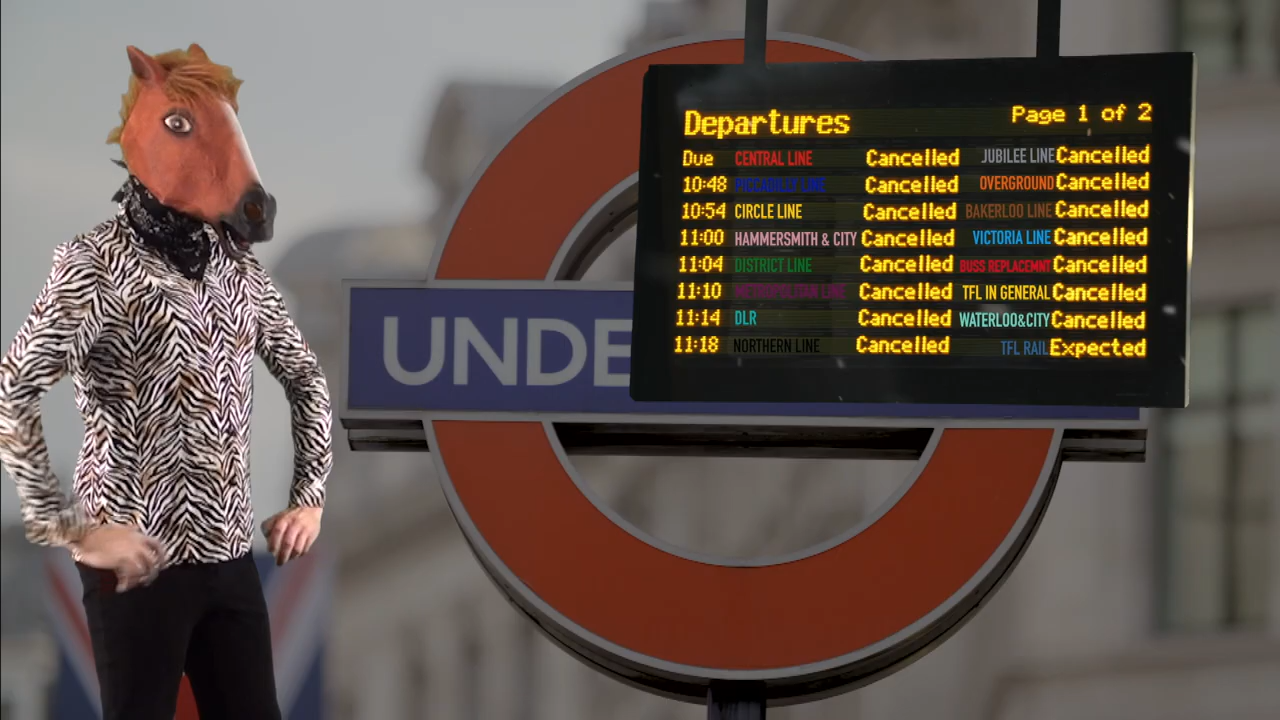 Departures Page 1 of 2
Due CENTRAL LINE Cancelled JUBILEE LINE Cancelled
10:48 PICCADILLY LINE Cancelled OVERGROUND Cancelled
10:54 CIRCLE LINE Cancelled BAKERLOO LINE Cancelled
11:00 HAMMERSMITH & CITY Cancelled VICTORIA LINE Cancelled
11:04 DISTRICT LINE Cancelled BUSS REPLACEMNT Cancelled
11:10 METROPOLITAN LINE Cancelled TFL IN GENERAL Cancelled
11:14 DLR Cancelled WATERLOO&CITY Cancelled
11:18 NORTHERN LINE Cancelled TFL RAIL Expected
UNDE